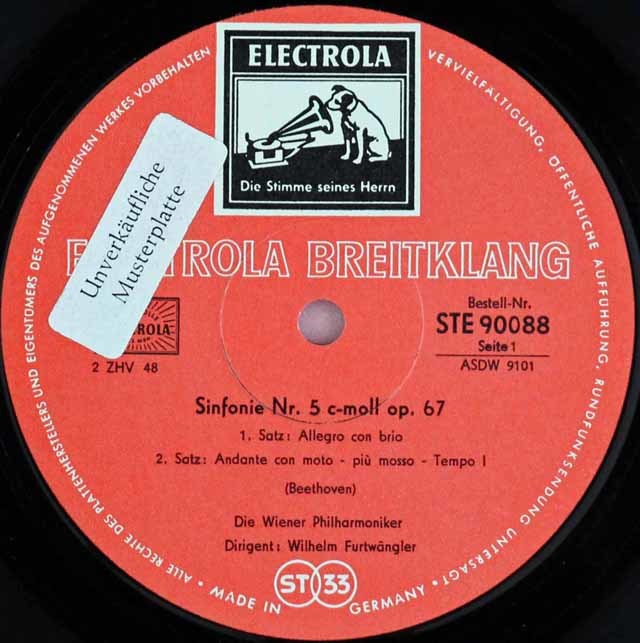 ELECTROLA
Die Stimme seines Herrn
ALLE RECHTE DES PLATTENHERSTELLERS UND EIGENTÜMERS DES AUFGENOMMENEN WERKES VORBEHALTEN
VERVIELFÄLTIGUNG, ÖFFENTLICHE AUFFÜHRUNG, RUNDFUNKSENDUNG UNTERSAGT •
Unverkäufliche
Musterplatte
TROLA BREITKLANG
Bestell-Nr.
STE 90088
Seite 1
ASDW 9101
2 ZHV 48
Sinfonie Nr. 5 c-moll op. 67
1. Satz: Allegro con brio
2. Satz: Andante con moto - più mosso - Tempo I
(Beethoven)
Die Wiener Philharmoniker
Dirigent: Wilhelm Furtwängler
ST 33
• MADE IN GERMANY •